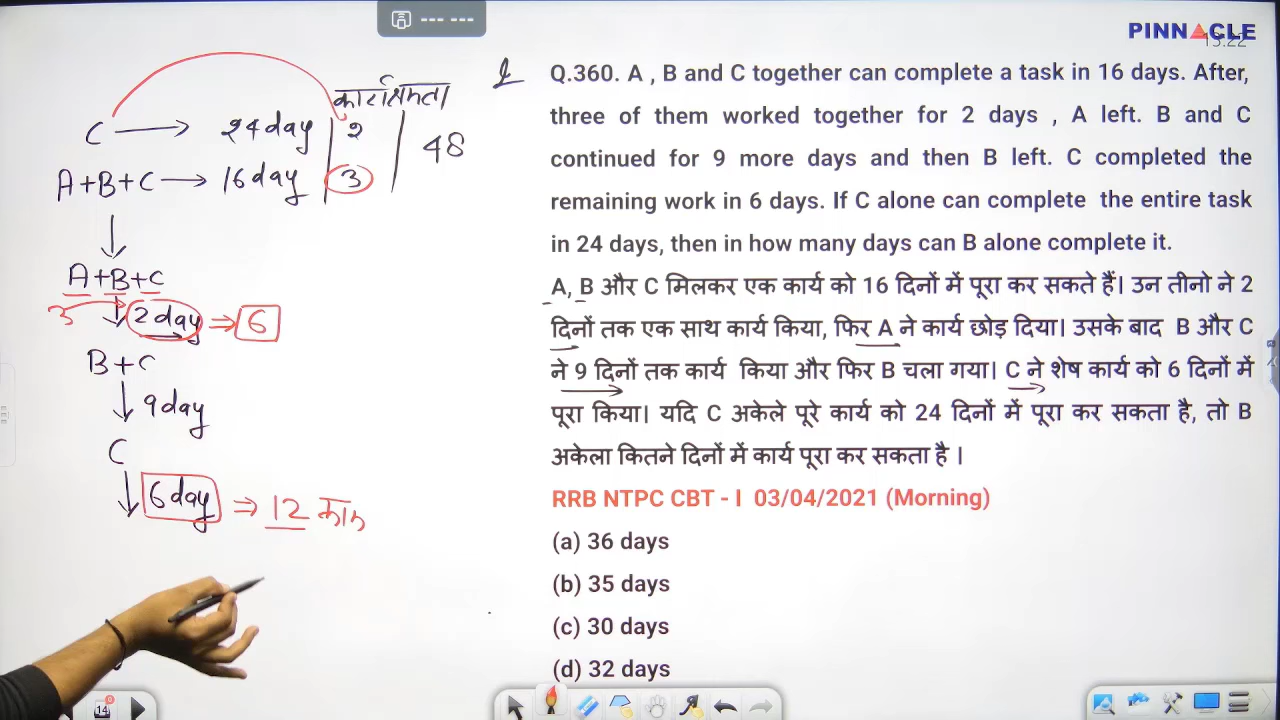 PINNACLE
13:22
कार्यक्षमता
C → 24 day 2
48
A+B+C → 16 day 3
A+B+C
3 2 day ⇒ 6
B+C
9 day
C
6 day ⇒ 12 काम
Q.360. A , B and C together can complete a task in 16 days. After,
three of them worked together for 2 days , A left. B and C
continued for 9 more days and then B left. C completed the
remaining work in 6 days. If C alone can complete the entire task
in 24 days, then in how many days can B alone complete it.
A, B और C मिलकर एक कार्य को 16 दिनों में पूरा कर सकते हैं। उन तीनो ने 2
दिनों तक एक साथ कार्य किया, फिर A ने कार्य छोड़ दिया। उसके बाद B और C
ने 9 दिनों तक कार्य किया और फिर B चला गया। C ने शेष कार्य को 6 दिनों में
पूरा किया। यदि C अकेले पूरे कार्य को 24 दिनों में पूरा कर सकता है, तो B
अकेला कितने दिनों में कार्य पूरा कर सकता है ।
RRB NTPC CBT - I 03/04/2021 (Morning)
(a) 36 days
(b) 35 days
(c) 30 days
(d) 32 days
14